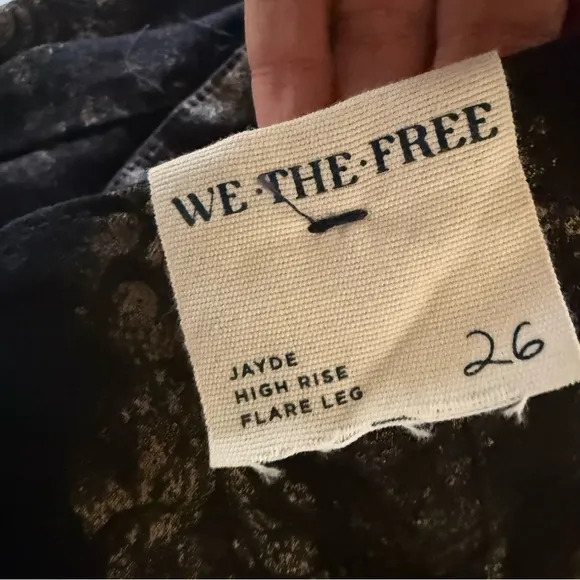 WE·THE·FREE
JAYDE
HIGH RISE
FLARE LEG
26